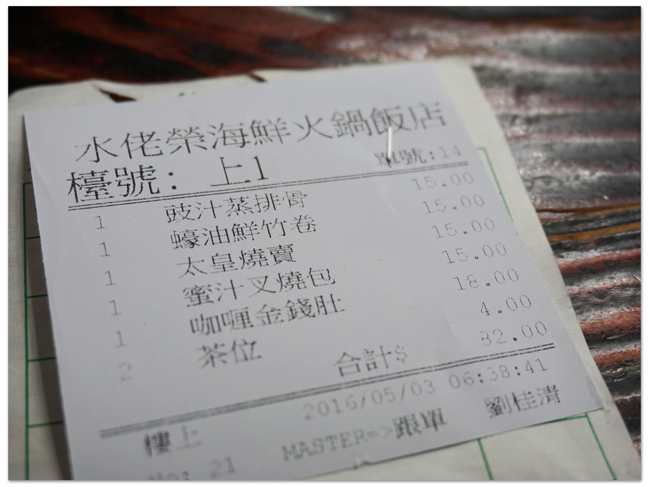 水佬榮海鮮火鍋飯店
檯號: 上1 單號:14
1 豉汁蒸排骨 15.00
1 蠔油鮮竹卷 15.00
1 太皇燒賣 15.00
1 蜜汁叉燒包 15.00
1 咖喱金錢肚 18.00
2 茶位 4.00
合計$ 82.00
2016/05/03 06:38:41
樓上 MASTER=>跟單 劉桂清
No: 21